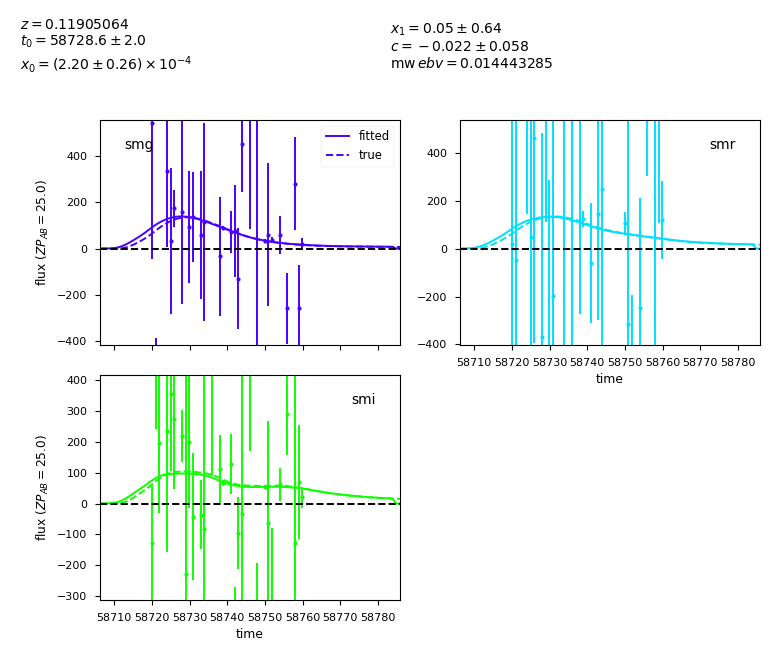 z = 0.11905064
t₀ = 58728.6 ± 2.0
x₀ = (2.20 ± 0.26) × 10⁻⁴
x₁ = 0.05 ± 0.64
c = −0.022 ± 0.058
mw ebv = 0.014443285
smg
fitted
true
400
200
0
−200
−400
flux (ZP_AB = 25.0)
smr
400
200
0
−200
−400
58710 58720 58730 58740 58750 58760 58770 58780
time
smi
400
300
200
100
0
−100
−200
−300
flux (ZP_AB = 25.0)
58710 58720 58730 58740 58750 58760 58770 58780
time